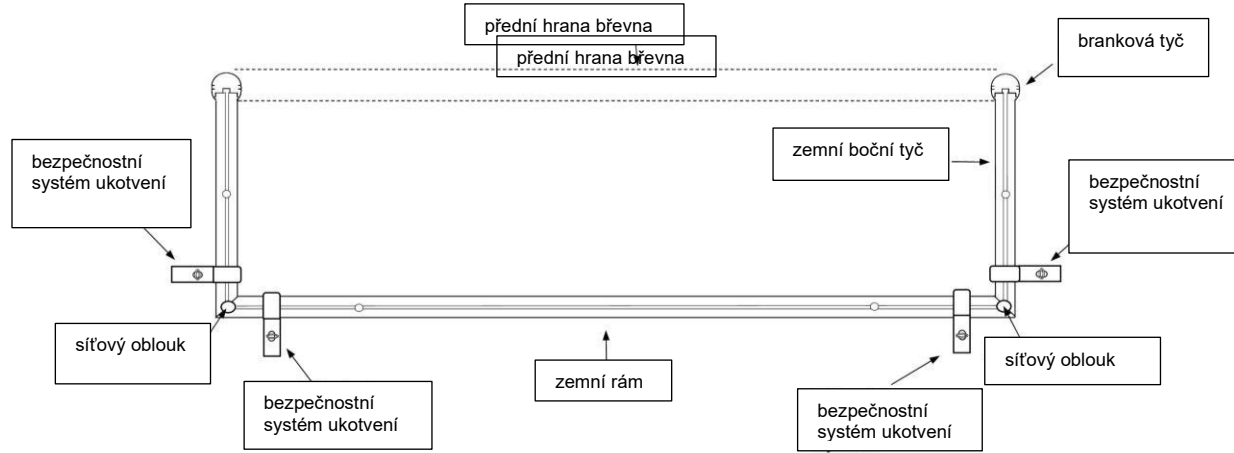 přední hrana břevna
přední hrana břevna
branková tyč
zemní boční tyč
bezpečnostní
systém ukotvení
bezpečnostní
systém ukotvení
síťový oblouk
síťový oblouk
zemní rám
bezpečnostní
systém ukotvení
bezpečnostní
systém ukotvení